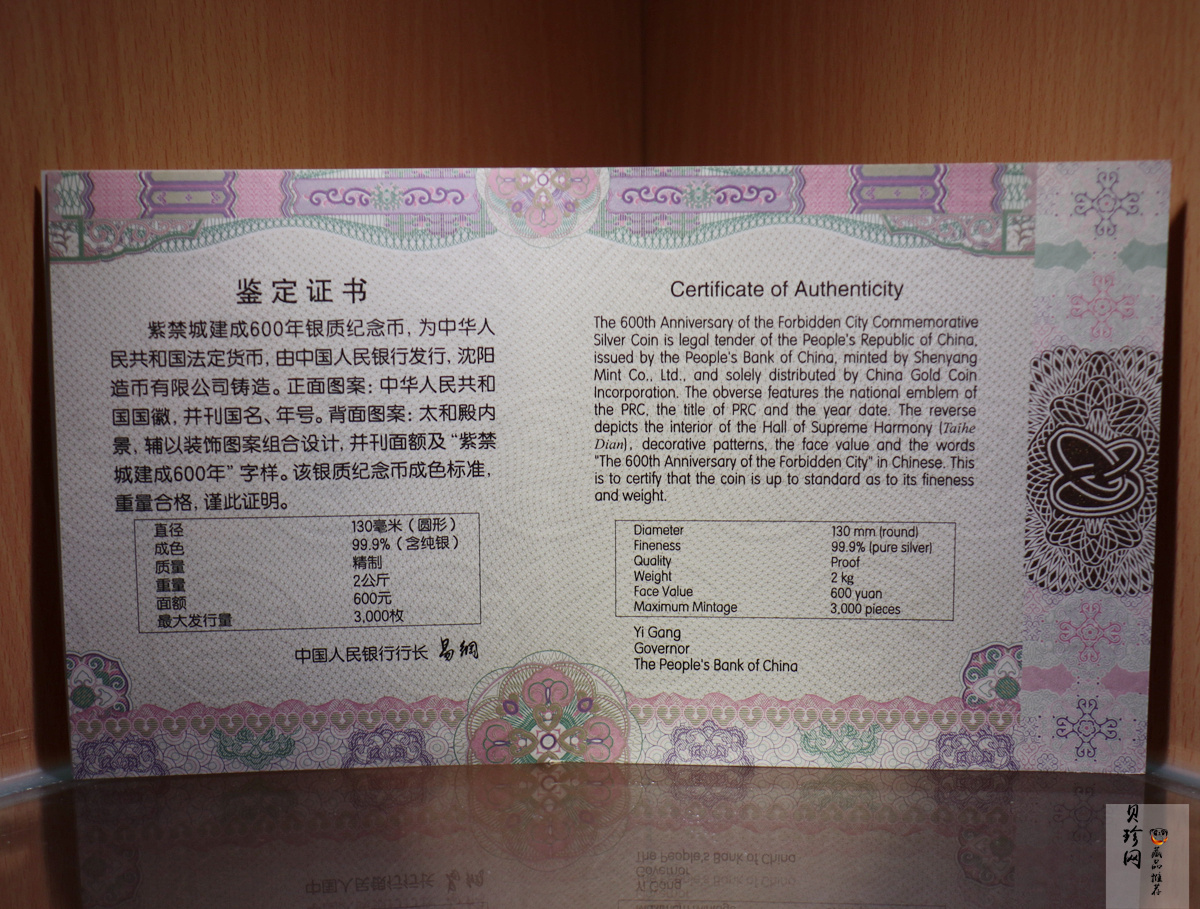 鉴定证书
紫禁城建成600年银质纪念币，为中华人
民共和国法定货币，由中国人民银行发行，沈阳
造币有限公司铸造。正面图案：中华人民共和
国国徽，并刊国名、年号。背面图案：太和殿内
景，辅以装饰图案组合设计，并刊面额及“紫禁
城建成600年”字样。该银质纪念币成色标准，
重量合格，谨此证明。
直径 130毫米（圆形）
成色 99.9%（含纯银）
质量 精制
重量 2公斤
面额 600元
最大发行量 3,000枚
中国人民银行行长 易纲
Certificate of Authenticity
The 600th Anniversary of the Forbidden City Commemorative
Silver Coin is legal tender of the People's Republic of China,
issued by the People's Bank of China, minted by Shenyang
Mint Co., Ltd., and solely distributed by China Gold Coin
Incorporation. The obverse features the national emblem of
the PRC, the title of PRC and the year date. The reverse
depicts the interior of the Hall of Supreme Harmony (Taihe
Dian), decorative patterns, the face value and the words
"The 600th Anniversary of the Forbidden City" in Chinese. This
is to certify that the coin is up to standard as to its fineness
and weight.
Diameter 130 mm (round)
Fineness 99.9% (pure silver)
Quality Proof
Weight 2 kg
Face Value 600 yuan
Maximum Mintage 3,000 pieces
Yi Gang
Governor
The People's Bank of China
贝珍网
藏品推荐